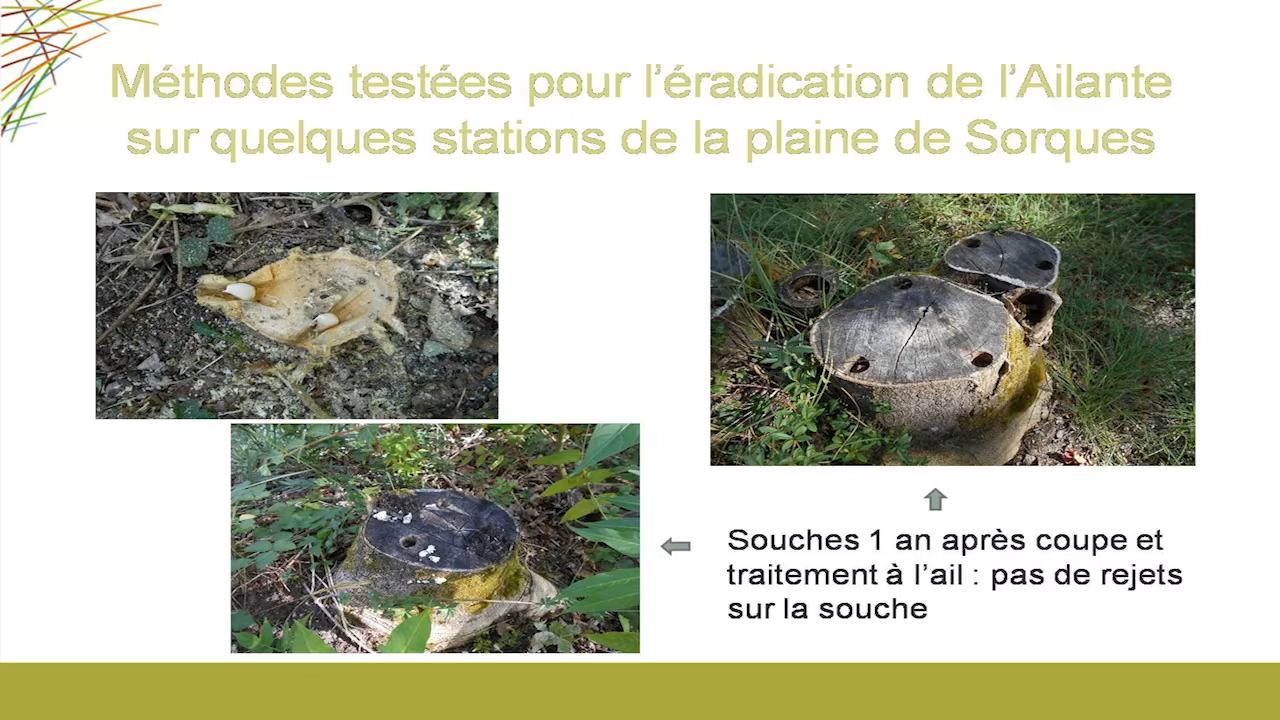 Méthodes testées pour l’éradication de l’Ailante
sur quelques stations de la plaine de Sorques
Souches 1 an après coupe et
traitement à l’ail : pas de rejets
sur la souche